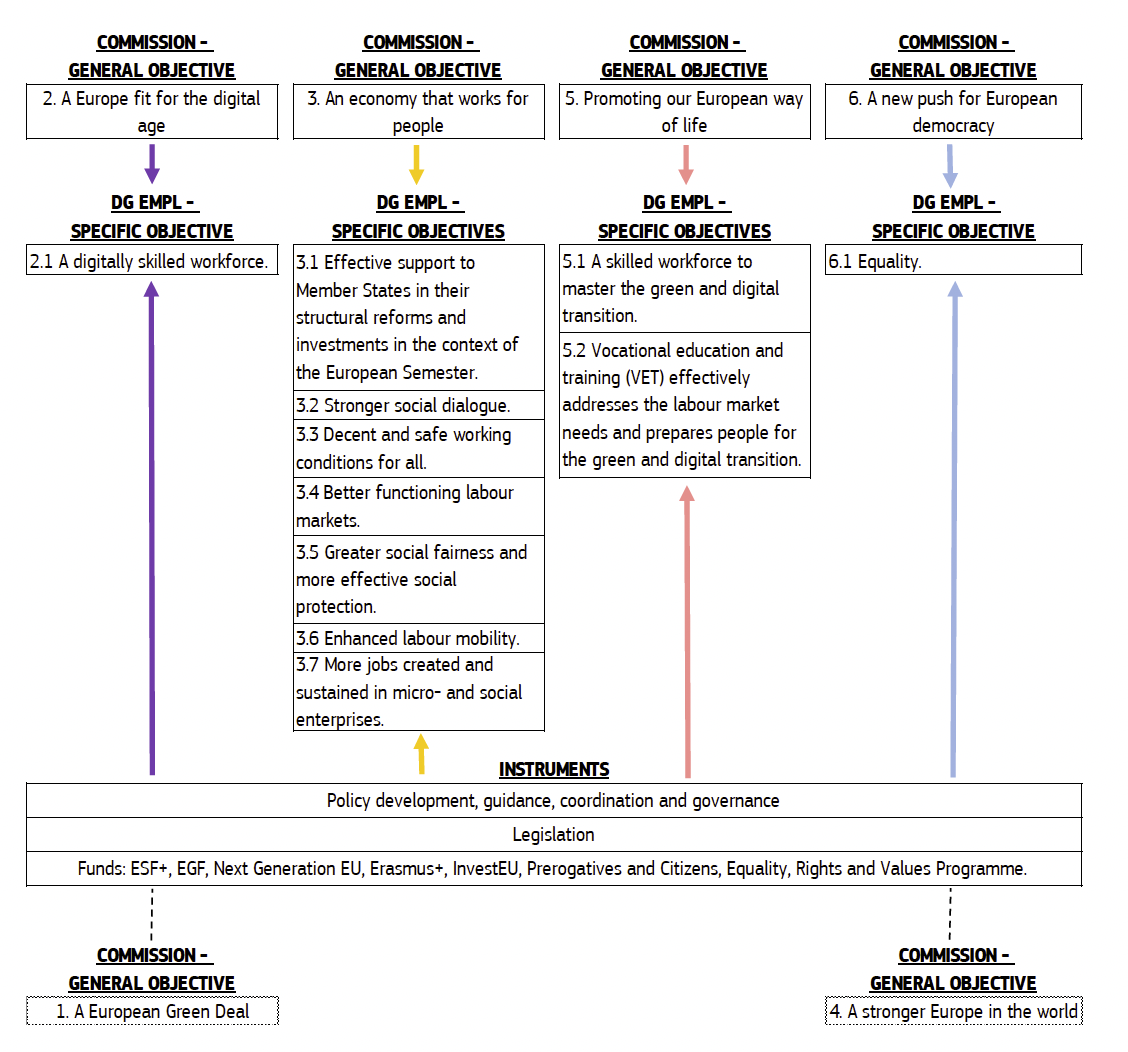 COMMISSION –
GENERAL OBJECTIVE
2. A Europe fit for the digital
age
DG EMPL –
SPECIFIC OBJECTIVE
2.1 A digitally skilled workforce.
COMMISSION –
GENERAL OBJECTIVE
3. An economy that works for
people
DG EMPL –
SPECIFIC OBJECTIVES
3.1 Effective support to
Member States in their
structural reforms and
investments in the context of
the European Semester.
3.2 Stronger social dialogue.
3.3 Decent and safe working
conditions for all.
3.4 Better functioning labour
markets.
3.5 Greater social fairness and
more effective social
protection.
3.6 Enhanced labour mobility.
3.7 More jobs created and
sustained in micro- and social
enterprises.
COMMISSION –
GENERAL OBJECTIVE
5. Promoting our European way
of life
DG EMPL –
SPECIFIC OBJECTIVES
5.1 A skilled workforce to
master the green and digital
transition.
5.2 Vocational education and
training (VET) effectively
addresses the labour market
needs and prepares people for
the green and digital transition.
COMMISSION –
GENERAL OBJECTIVE
6. A new push for European
democracy
DG EMPL –
SPECIFIC OBJECTIVE
6.1 Equality.
INSTRUMENTS
Policy development, guidance, coordination and governance
Legislation
Funds: ESF+, EGF, Next Generation EU, Erasmus+, InvestEU, Prerogatives and Citizens, Equality, Rights and Values Programme.
COMMISSION –
GENERAL OBJECTIVE
1. A European Green Deal
COMMISSION –
GENERAL OBJECTIVE
4. A stronger Europe in the world